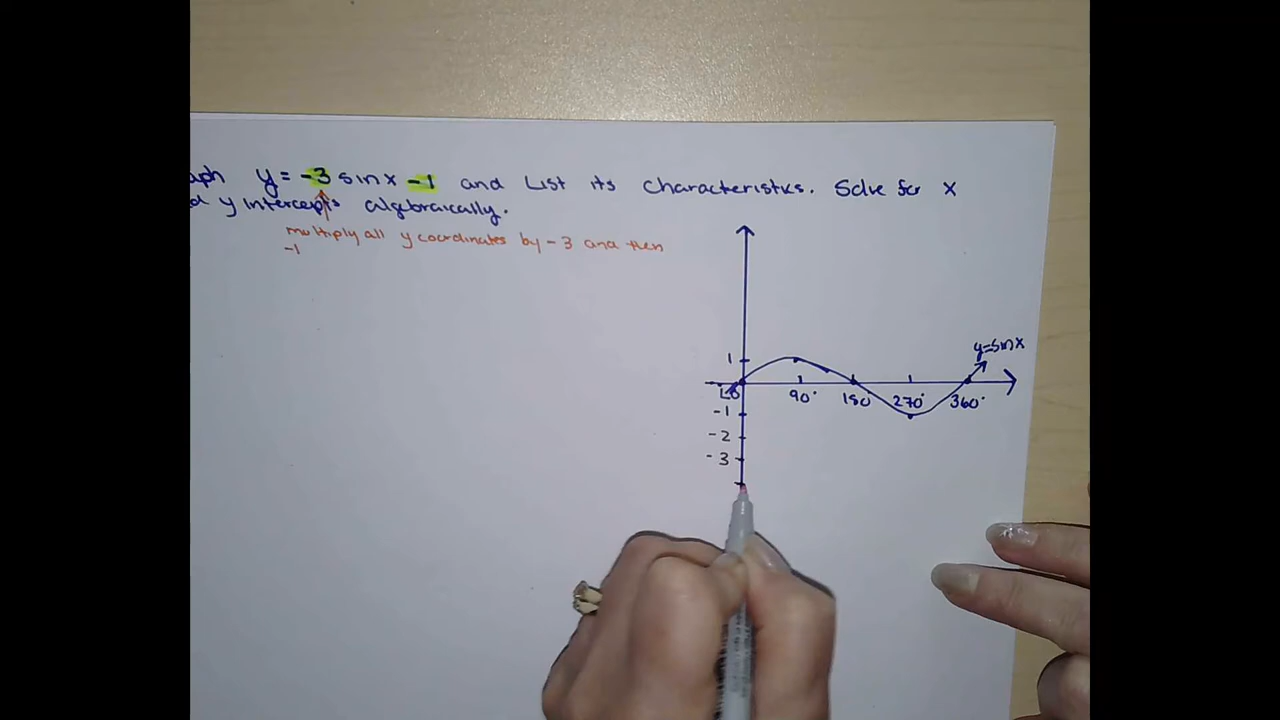 aph y = -3 sin x -1 and List its characteristics. Solve for x
d y intercepts algebraically.
multiply all y coordinates by -3 and then
-1
y=sin x
1
90° 180° 270° 360°
-1
-2
-3